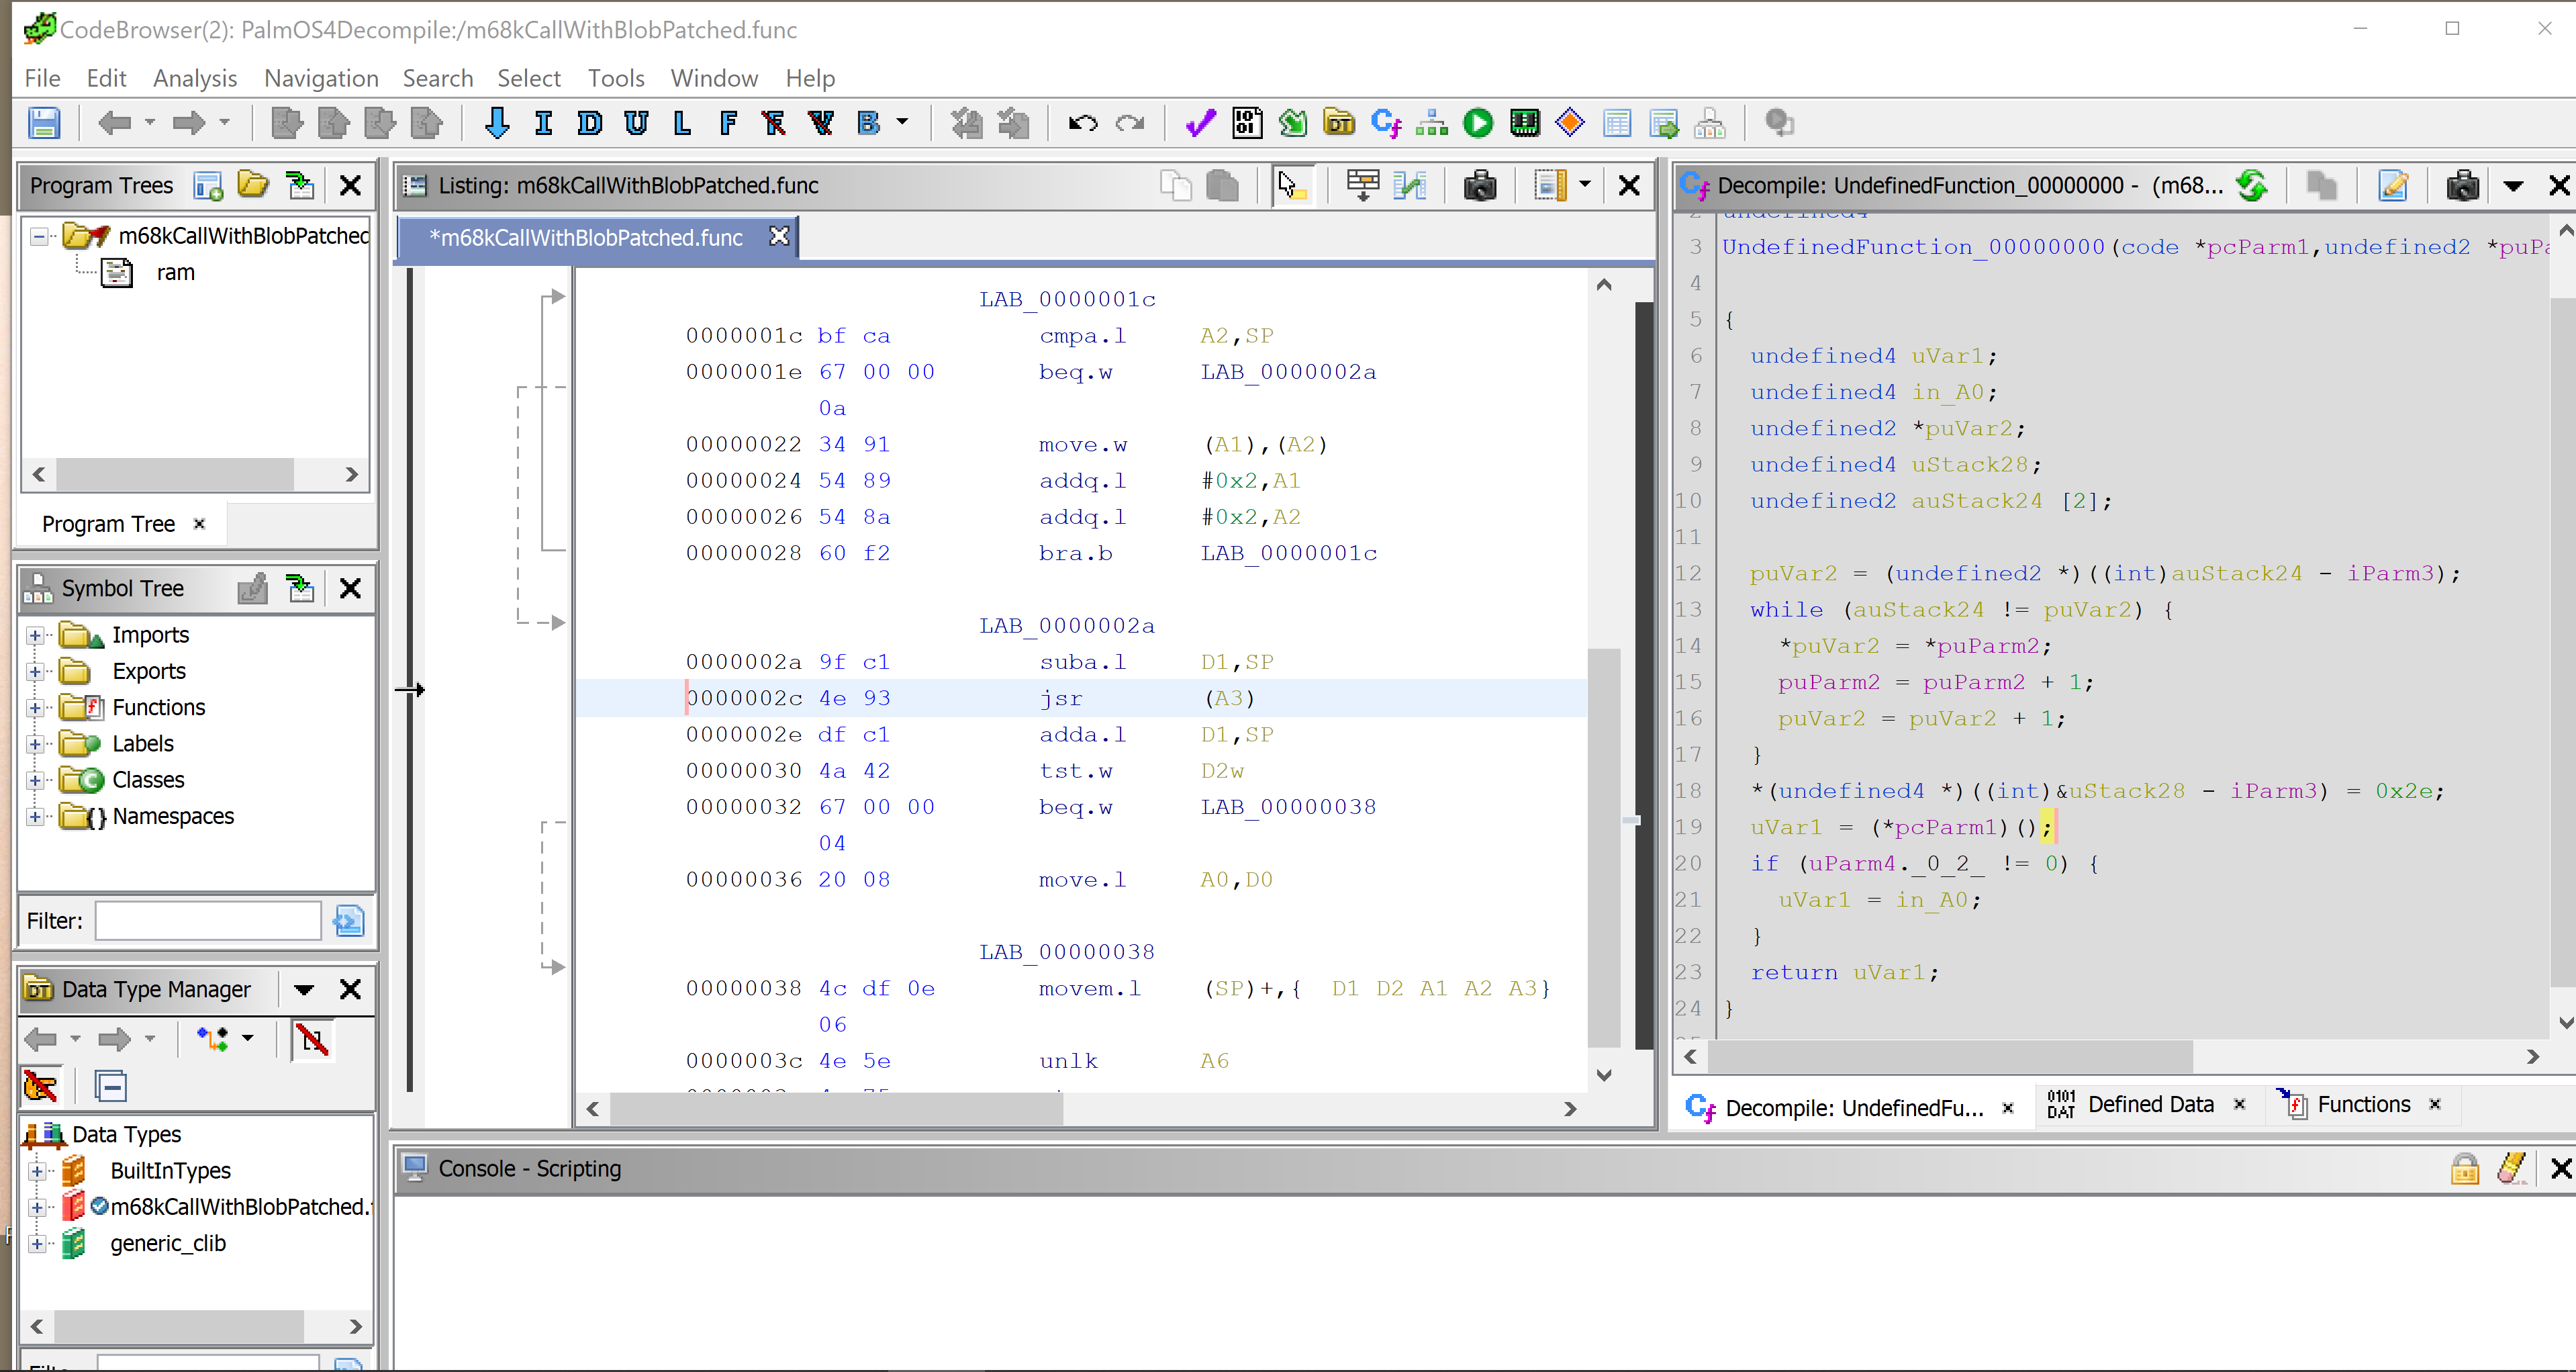 CodeBrowser(2): PalmOS4Decompile:/m68kCallWithBlobPatched.func
File Edit Analysis Navigation Search Select Tools Window Help
I D U L F F V B
Program Trees
m68kCallWithBlobPatched
ram
Program Tree
Symbol Tree
Imports
Exports
Functions
Labels
Classes
Namespaces
Filter:
Data Type Manager
Data Types
BuiltInTypes
m68kCallWithBlobPatched.
generic_clib
Listing: m68kCallWithBlobPatched.func
*m68kCallWithBlobPatched.func
LAB_0000001c
0000001c bf ca cmpa.l A2,SP
0000001e 67 00 00 beq.w LAB_0000002a
0a
00000022 34 91 move.w (A1),(A2)
00000024 54 89 addq.l #0x2,A1
00000026 54 8a addq.l #0x2,A2
00000028 60 f2 bra.b LAB_0000001c
LAB_0000002a
0000002a 9f c1 suba.l D1,SP
0000002c 4e 93 jsr (A3)
0000002e df c1 adda.l D1,SP
00000030 4a 42 tst.w D2w
00000032 67 00 00 beq.w LAB_00000038
04
00000036 20 08 move.l A0,D0
LAB_00000038
00000038 4c df 0e movem.l (SP)+,{ D1 D2 A1 A2 A3}
06
0000003c 4e 5e unlk A6
Decompile: UndefinedFunction_00000000 - (m68...
2 undefined4
3 UndefinedFunction_00000000(code *pcParm1,undefined2 *puPa
4
5 {
6 undefined4 uVar1;
7 undefined4 in_A0;
8 undefined2 *puVar2;
9 undefined4 uStack28;
10 undefined2 auStack24 [2];
11
12 puVar2 = (undefined2 *)((int)auStack24 - iParm3);
13 while (auStack24 != puVar2) {
14 *puVar2 = *puParm2;
15 puParm2 = puParm2 + 1;
16 puVar2 = puVar2 + 1;
17 }
18 *(undefined4 *)((int)&uStack28 - iParm3) = 0x2e;
19 uVar1 = (*pcParm1)();
20 if (uParm4._0_2_ != 0) {
21 uVar1 = in_A0;
22 }
23 return uVar1;
24 }
Decompile: UndefinedFu...
Defined Data
Functions
Console - Scripting